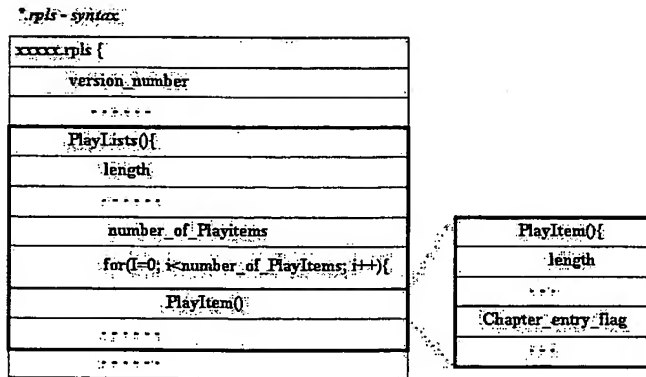 *.rpls - syntax
xxxxx.rpls {
version_number
------
PlayLists(){
length
------
number_of_Playitems
for(I=0; i<number_of_PlayItems; i++){
PlayItem()
------
------
PlayItem(){
length
---
Chapter_entry_flag
---